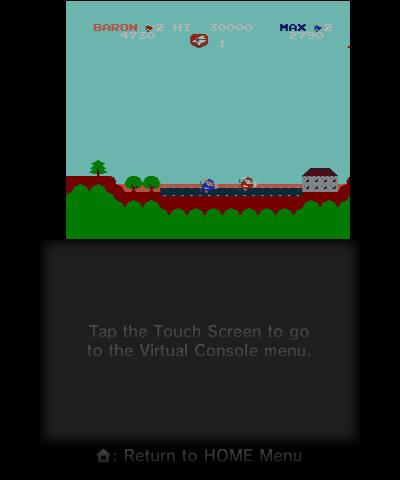 BARON 2 HI 30000 MAX 2
4730 1 2790
Tap the Touch Screen to go
to the Virtual Console menu.
: Return to HOME Menu